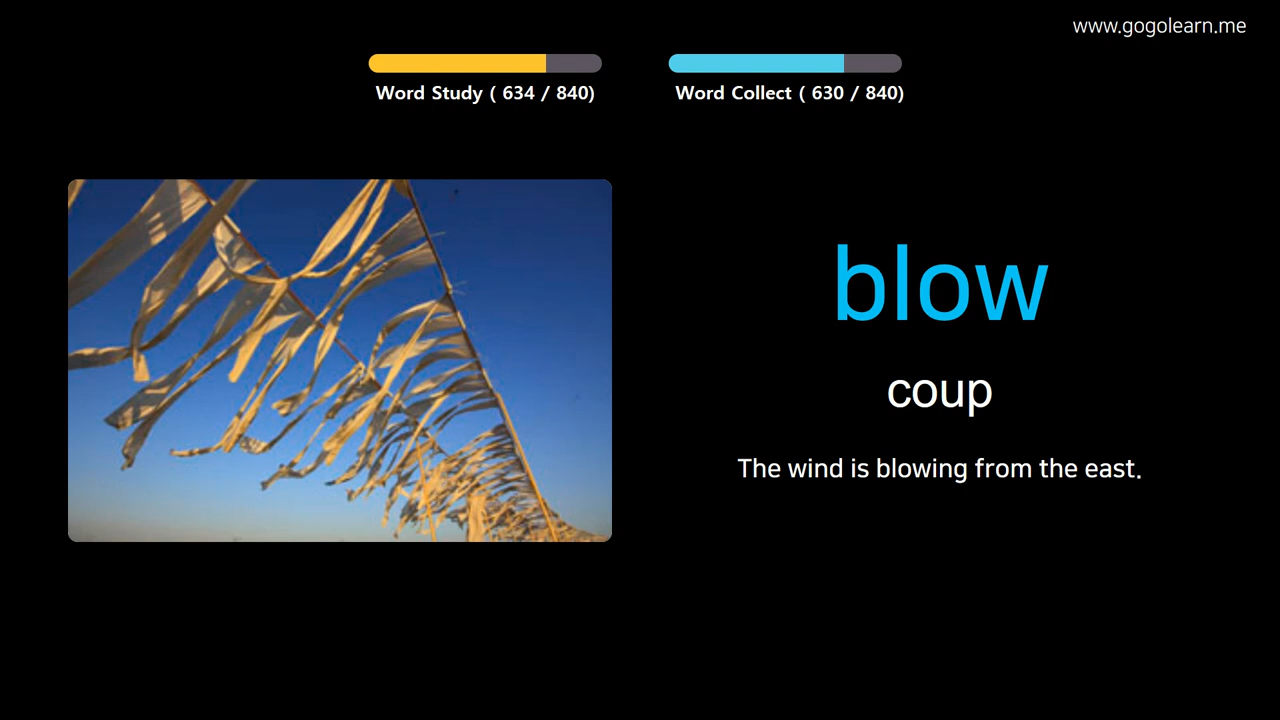 www.gogolearn.me
Word Study ( 634 / 840)
Word Collect ( 630 / 840)
blow
coup
The wind is blowing from the east.